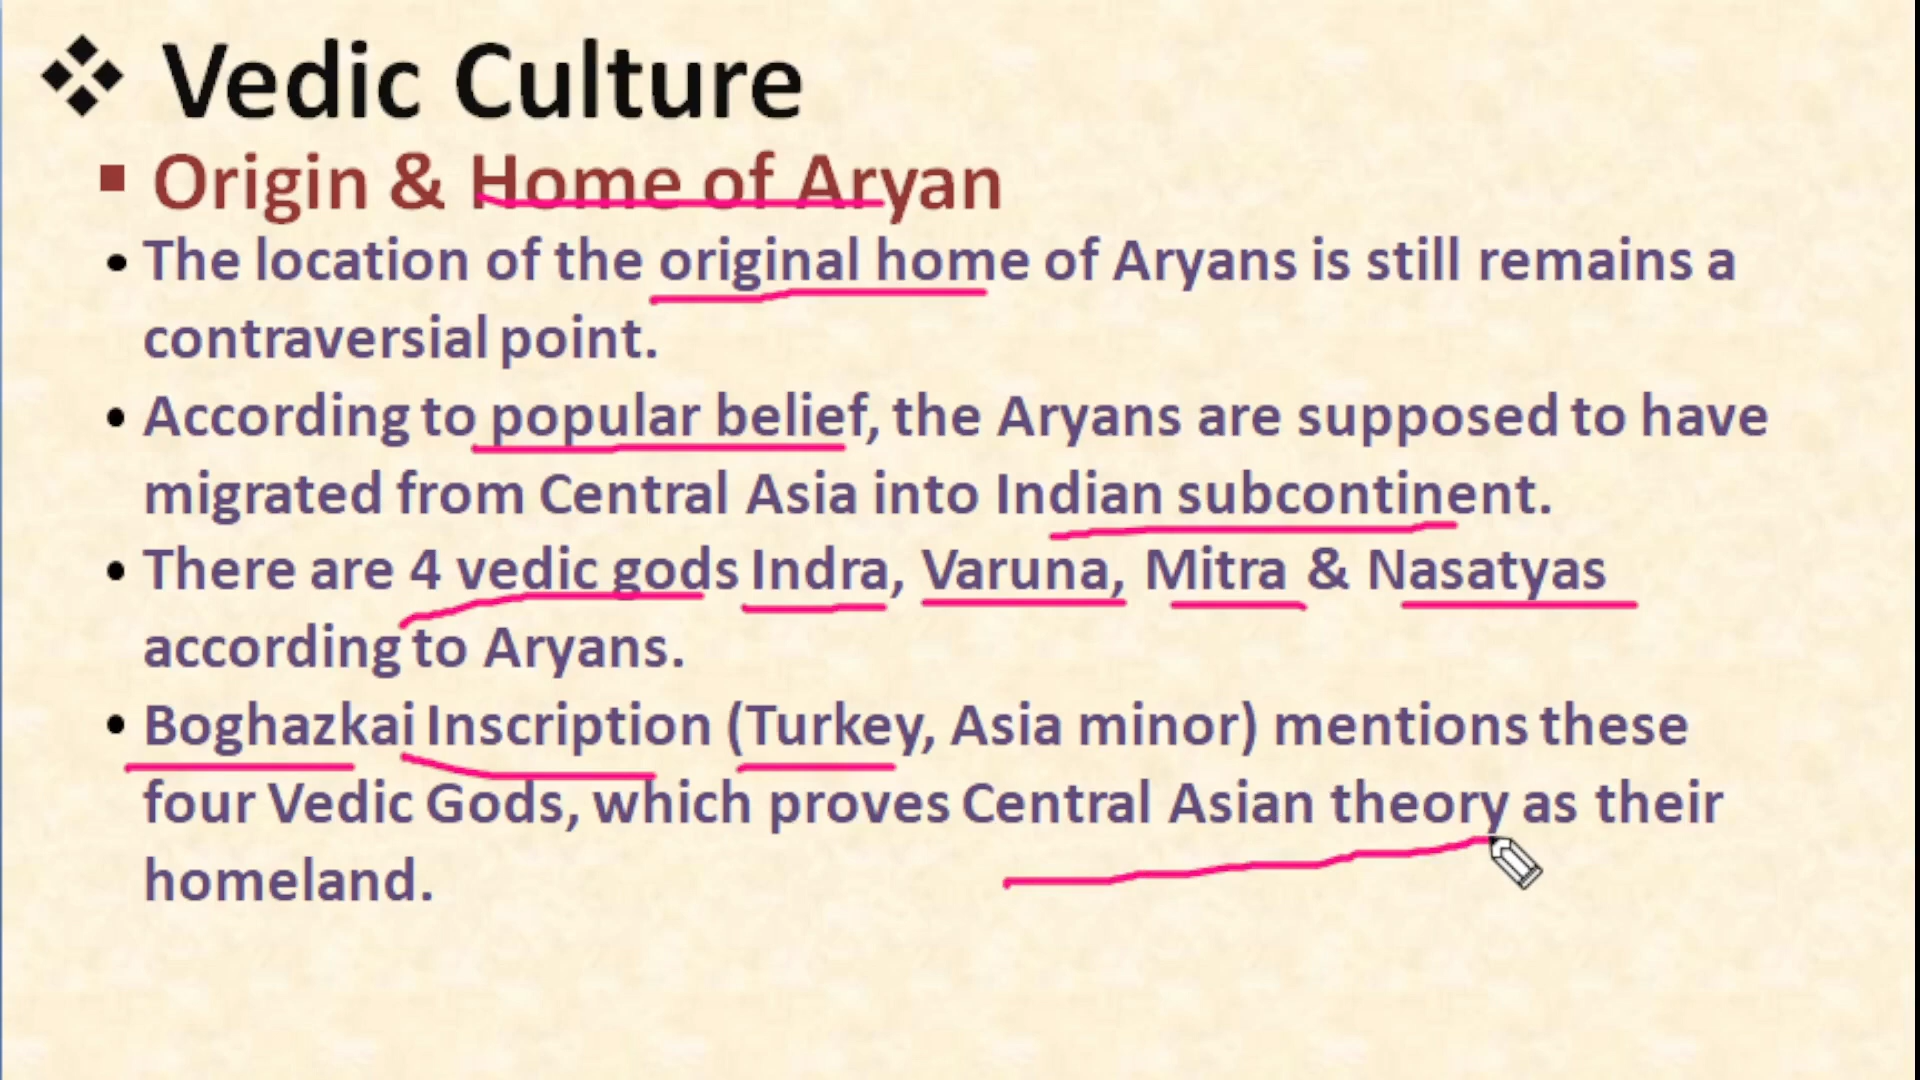 Vedic Culture
Origin & Home of Aryan
The location of the original home of Aryans is still remains a
contraversial point.
According to popular belief, the Aryans are supposed to have
migrated from Central Asia into Indian subcontinent.
There are 4 vedic gods Indra, Varuna, Mitra & Nasatyas
according to Aryans.
Boghazkai Inscription (Turkey, Asia minor) mentions these
four Vedic Gods, which proves Central Asian theory as their
homeland.